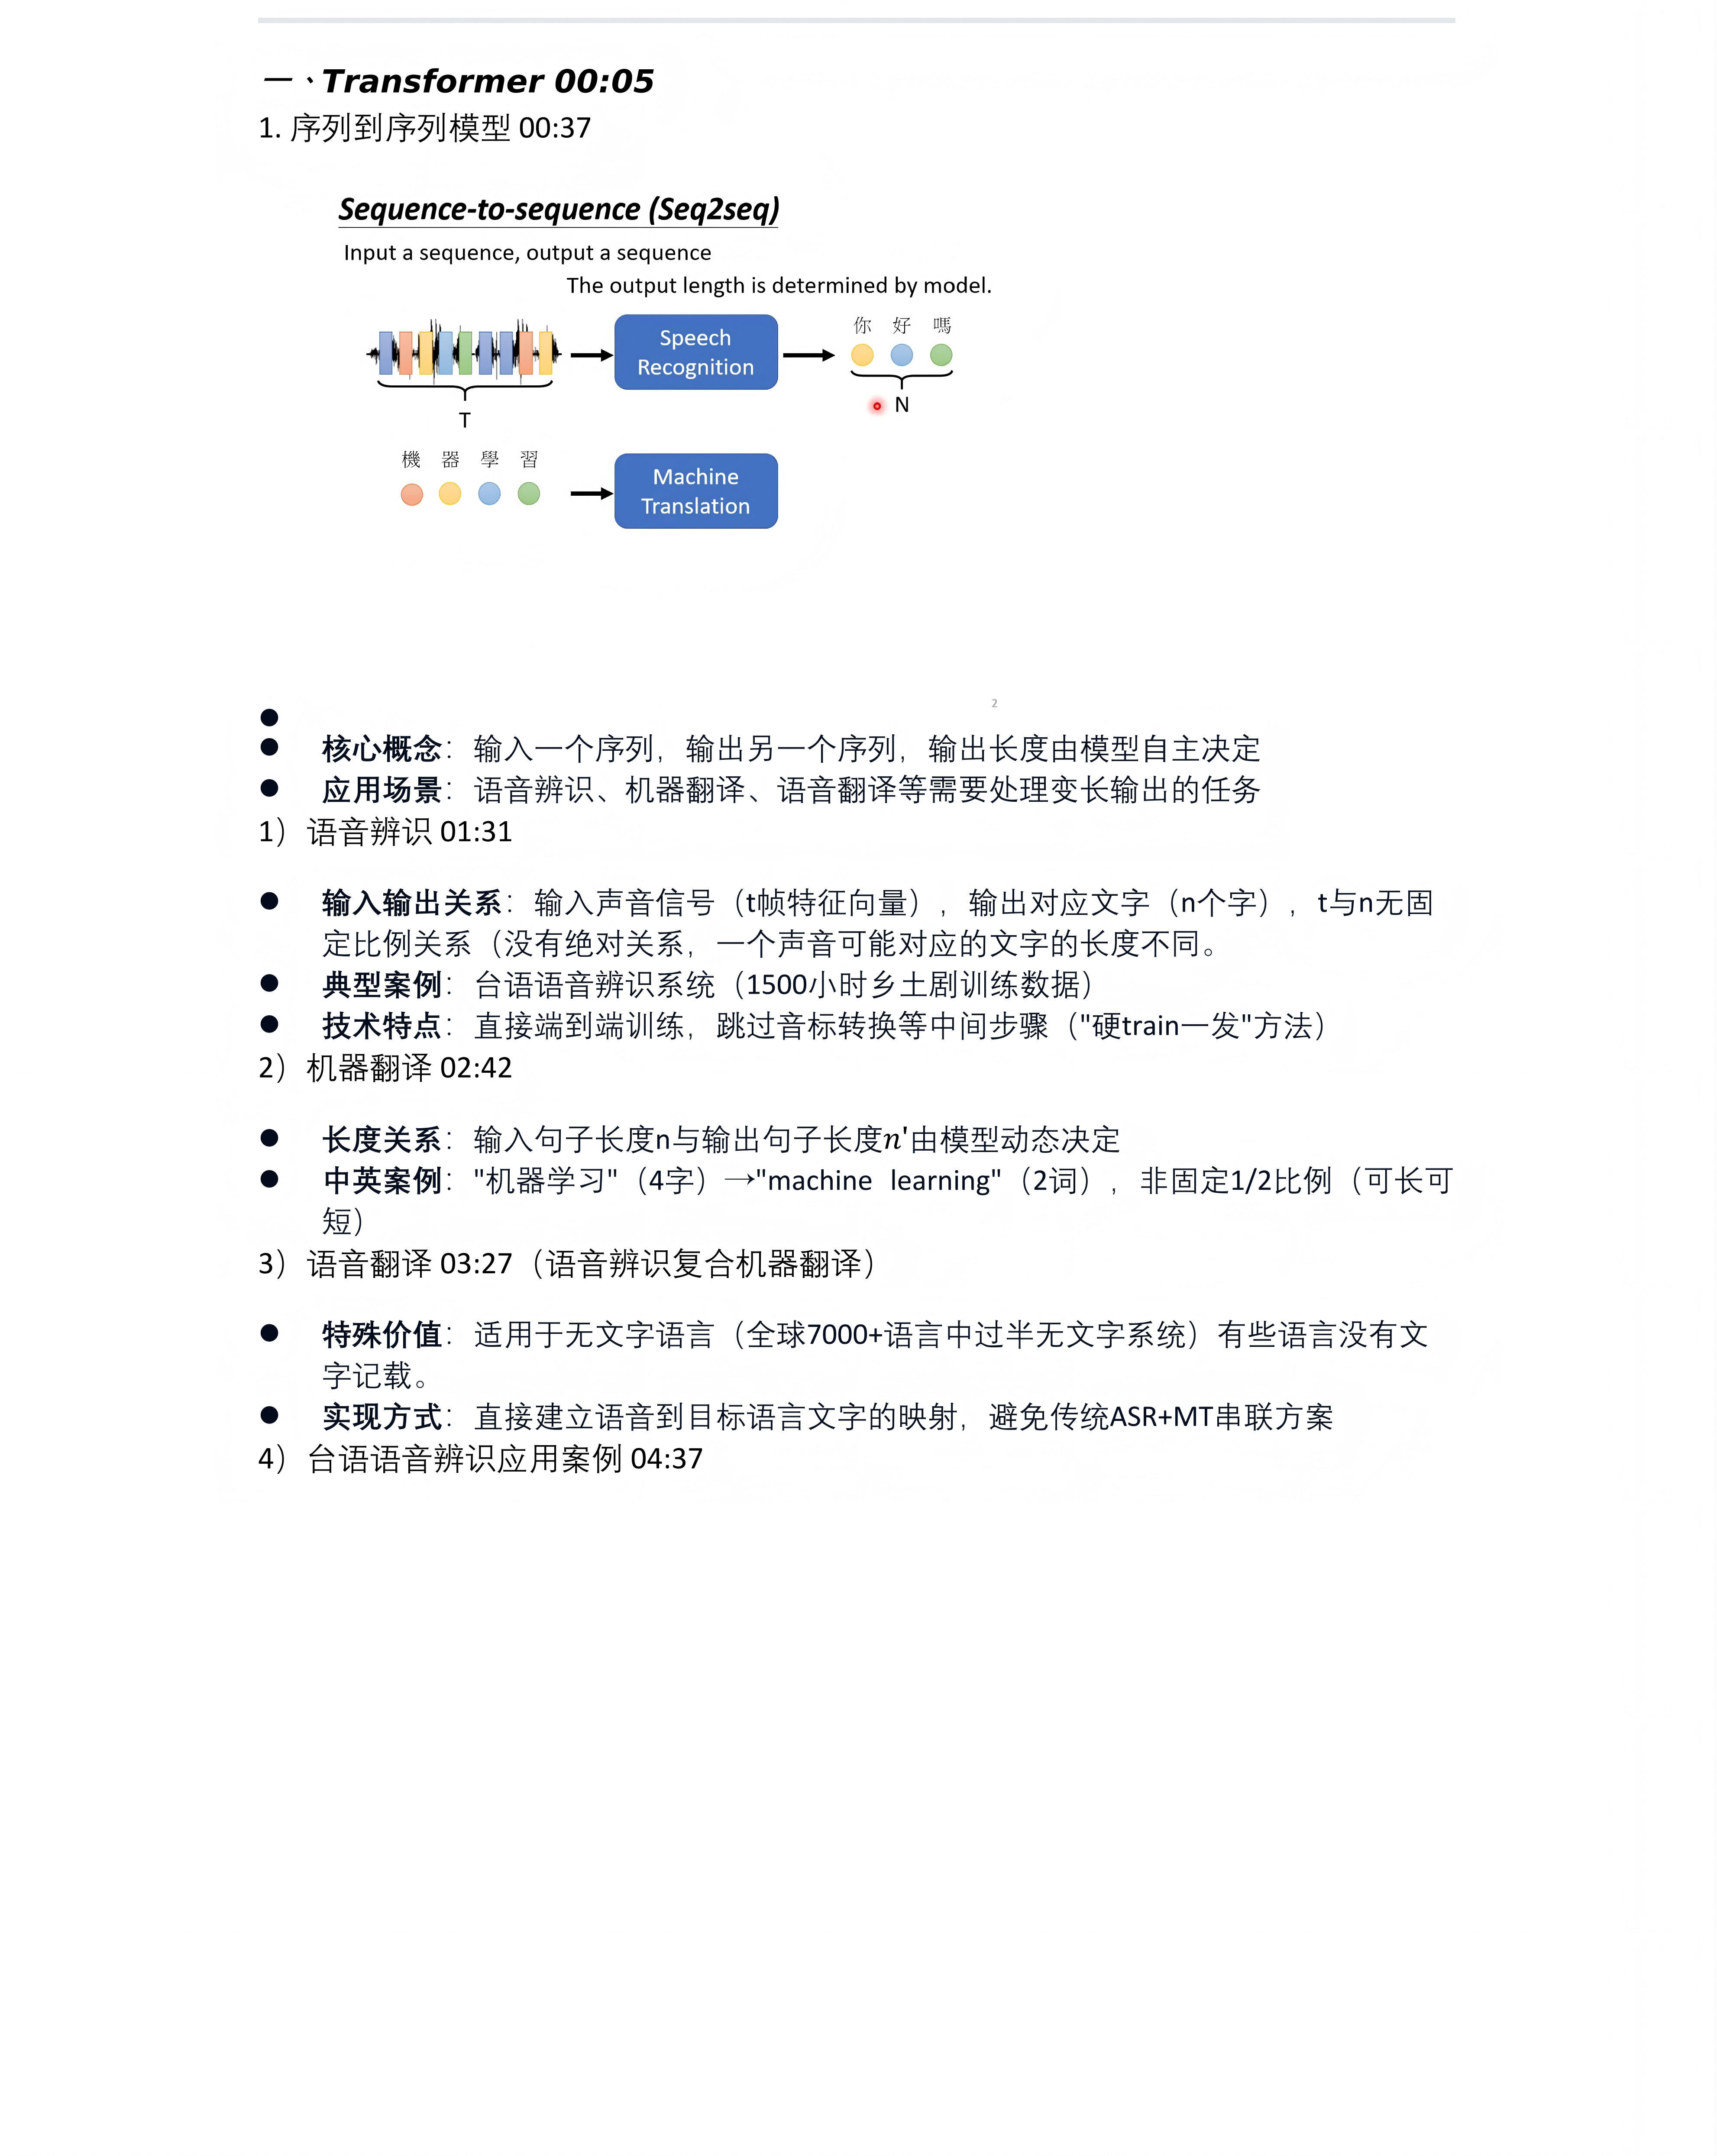 一、Transformer 00:05
1. 序列到序列模型 00:37
Sequence-to-sequence (Seq2seq)
Input a sequence, output a sequence
The output length is determined by model.
Speech
Recognition
你 好 嗎
T
N
機 器 學 習
Machine
Translation
2
核心概念：输入一个序列，输出另一个序列，输出长度由模型自主决定
应用场景：语音辨识、机器翻译、语音翻译等需要处理变长输出的任务
1）语音辨识 01:31
输入输出关系：输入声音信号（t帧特征向量），输出对应文字（n个字），t与n无固
定比例关系（没有绝对关系，一个声音可能对应的文字的长度不同。
典型案例：台语语音辨识系统（1500小时乡土剧训练数据）
技术特点：直接端到端训练，跳过音标转换等中间步骤（"硬train一发"方法）
2）机器翻译 02:42
长度关系：输入句子长度n与输出句子长度n'由模型动态决定
中英案例："机器学习"（4字）→"machine learning"（2词），非固定1/2比例（可长可
短）
3）语音翻译 03:27（语音辨识复合机器翻译）
特殊价值：适用于无文字语言（全球7000+语言中过半无文字系统）有些语言没有文
字记载。
实现方式：直接建立语音到目标语言文字的映射，避免传统ASR+MT串联方案
4）台语语音辨识应用案例 04:37